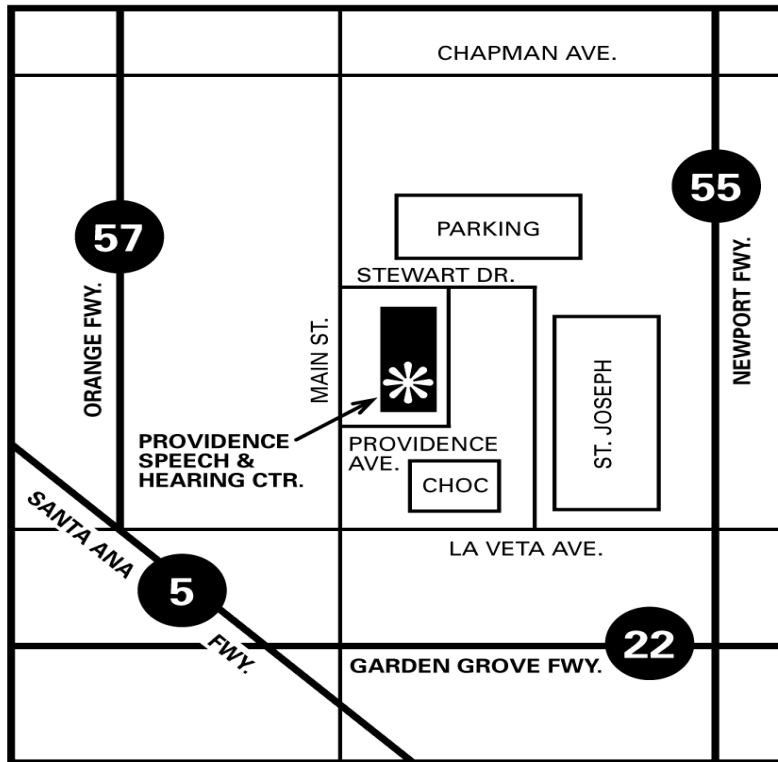 CHAPMAN AVE.
55
PARKING
57
STEWART DR.
NEWPORT FWY.
ORANGE FWY.
MAIN ST.
ST. JOSEPH
PROVIDENCE
SPEECH &
HEARING CTR.
PROVIDENCE
AVE.
CHOC
SANTA ANA
FWY.
5
LA VETA AVE.
22
GARDEN GROVE FWY.